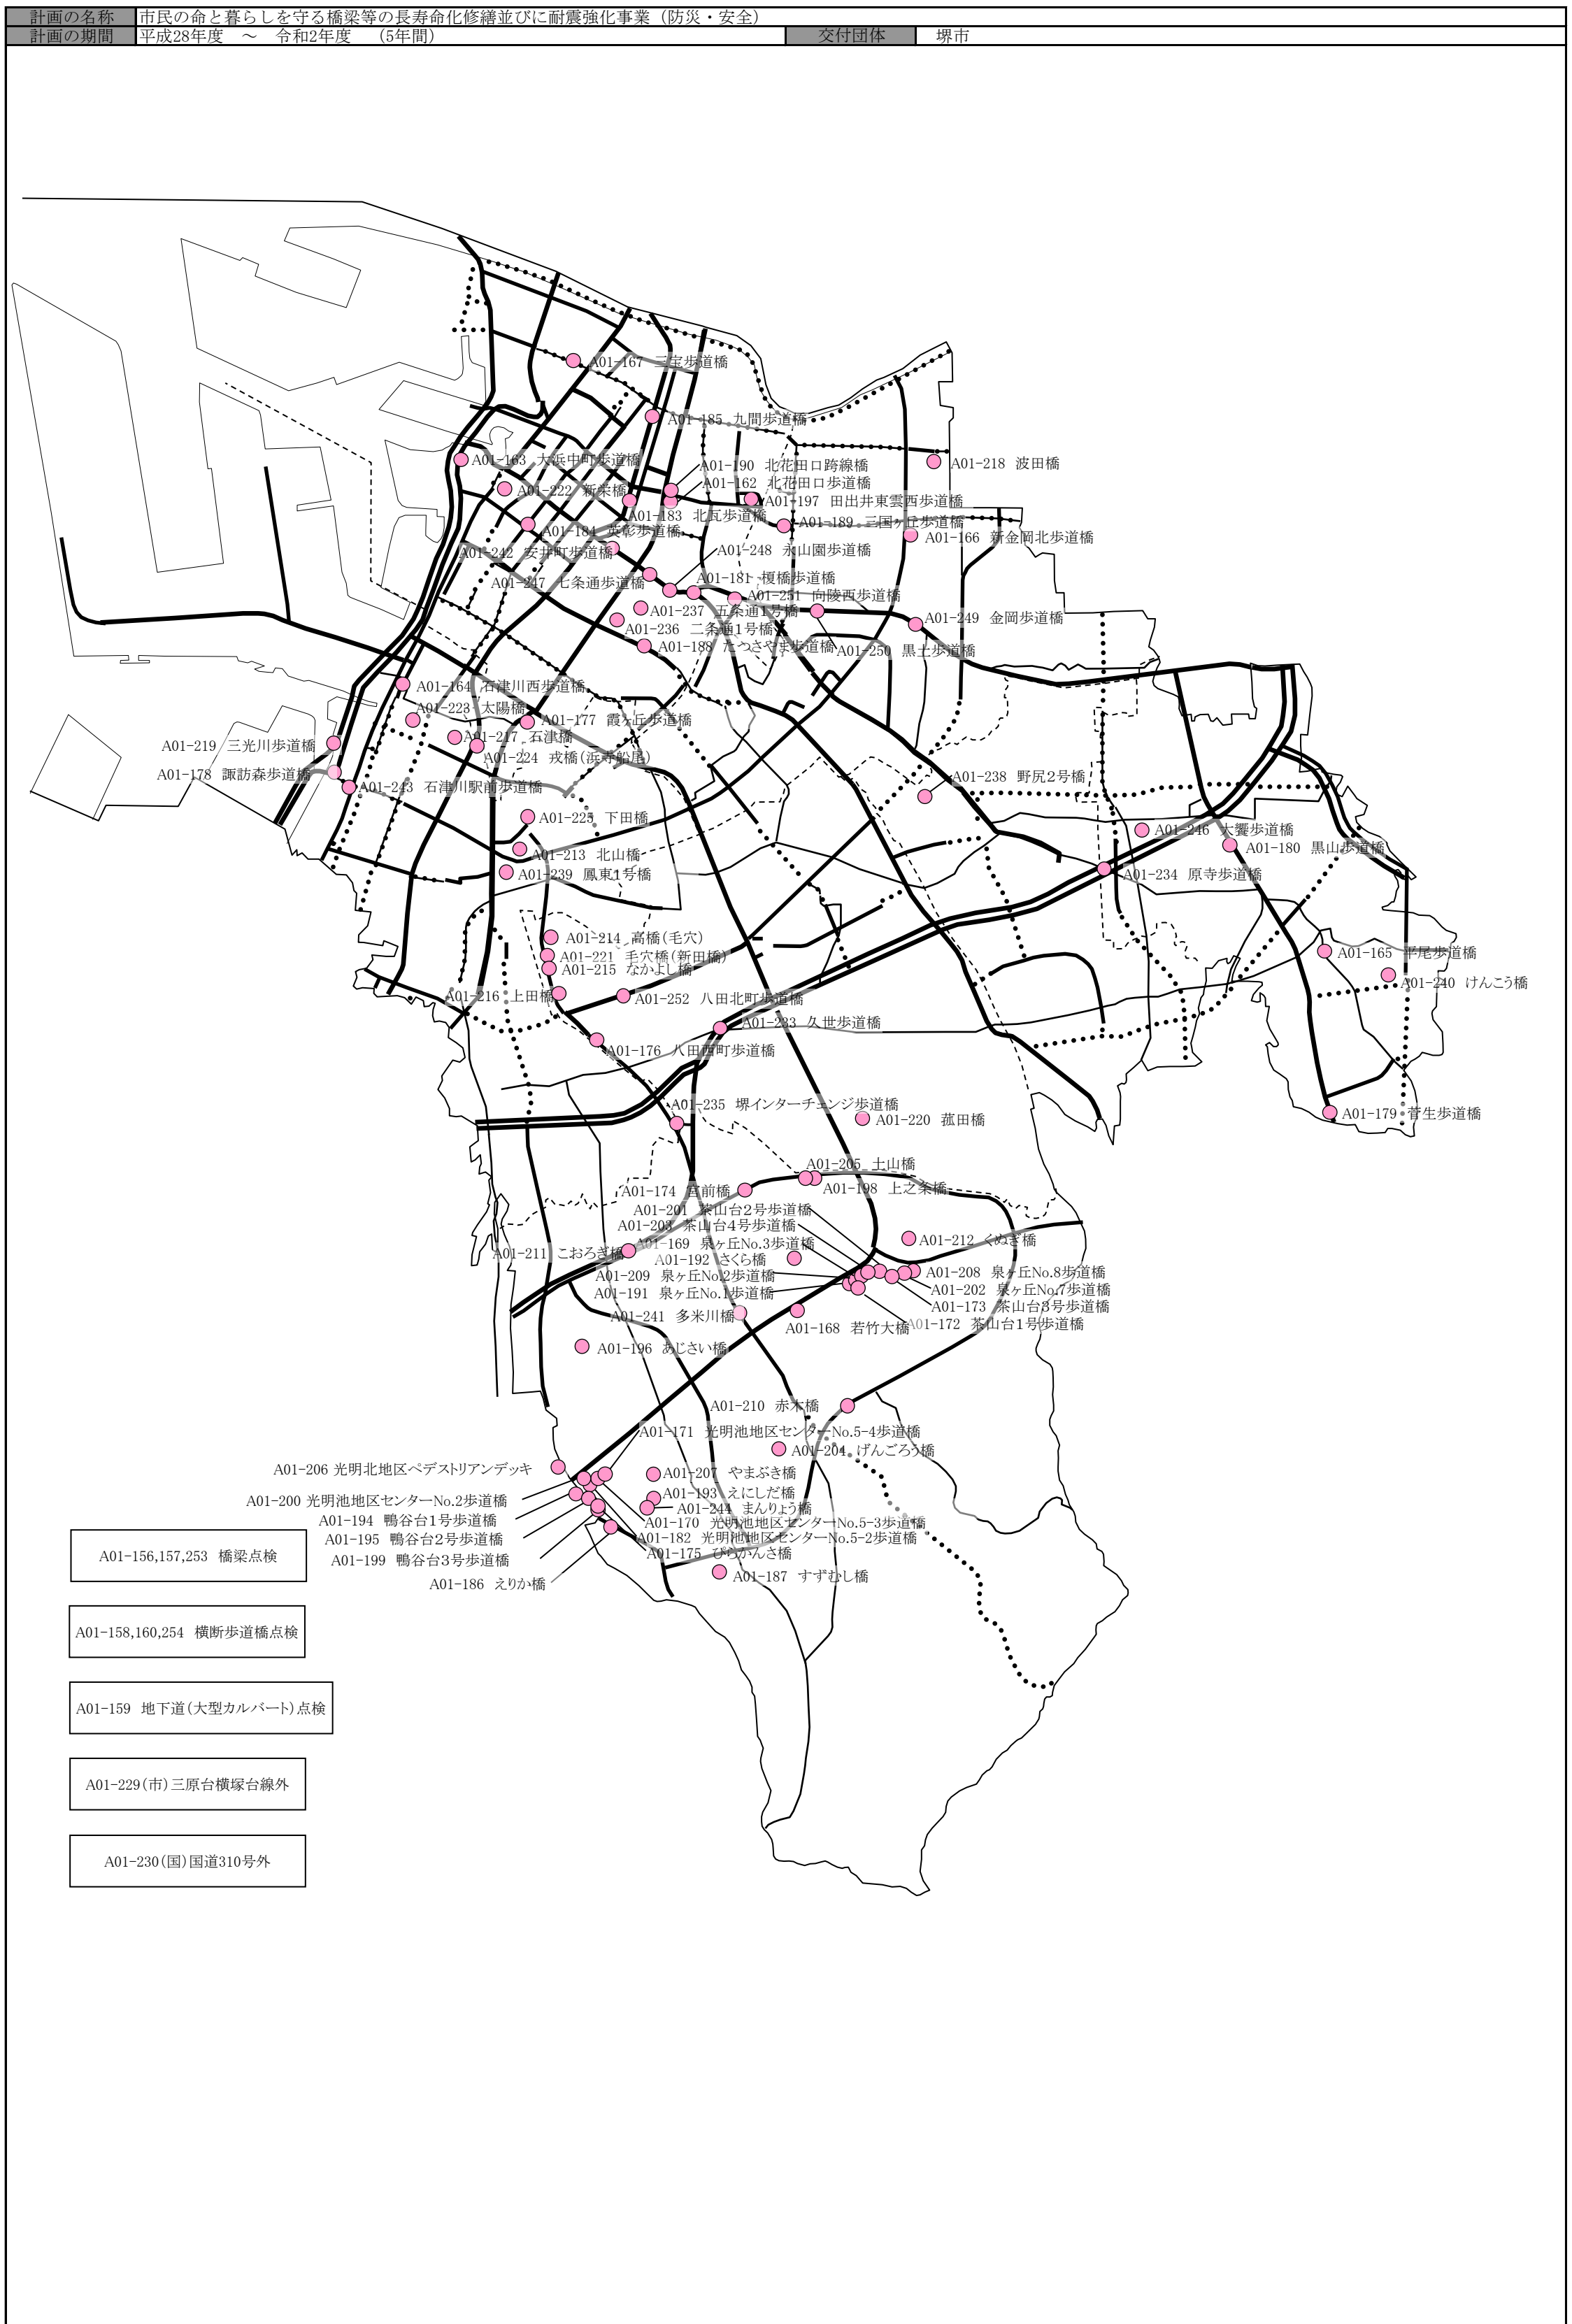 計画の名称 市民の命と暮らしを守る橋梁等の長寿命化修繕並びに耐震強化事業（防災・安全）
計画の期間 平成28年度　～　令和2年度　（5年間） 交付団体 堺市
A01-167 三宝歩道橋
A01-185 九間歩道橋
A01-163 大浜中町歩道橋
A01-190 北花田口跨線橋
A01-218 波田橋
A01-162 北花田口歩道橋
A01-222 新栄橋
A01-197 田出井東雲西歩道橋
A01-183 北瓦歩道橋
A01-189 三国ヶ丘歩道橋
A01-184 英彰歩道橋
A01-166 新金岡北歩道橋
A01-242 安井町歩道橋
A01-248 永山園歩道橋
A01-247 七条通歩道橋
A01-181 榎橋歩道橋
A01-251 向陵西歩道橋
A01-237 五条通1号橋
A01-249 金岡歩道橋
A01-236 二条通1号橋
A01-188 たつさやま歩道橋
A01-250 黒土歩道橋
A01-164 石津川西歩道橋
A01-223 太陽橋
A01-177 霞ヶ丘歩道橋
A01-217 石津橋
A01-219 三光川歩道橋
A01-224 戎橋(浜寺船尾)
A01-178 諏訪森歩道橋
A01-238 野尻2号橋
A01-243 石津川駅前歩道橋
A01-225 下田橋
A01-246 大饗歩道橋
A01-180 黒山歩道橋
A01-213 北山橋
A01-239 鳳東1号橋
A01-234 原寺歩道橋
A01-214 高橋(毛穴)
A01-221 毛穴橋(新田橋)
A01-165 平尾歩道橋
A01-215 なかよし橋
A01-240 けんこう橋
A01-216 上田橋
A01-252 八田北町歩道橋
A01-233 久世歩道橋
A01-176 八田西町歩道橋
A01-235 堺インターチェンジ歩道橋
A01-179 菅生歩道橋
A01-220 菰田橋
A01-205 土山橋
A01-174 宮前橋
A01-198 上之条橋
A01-201 茶山台2号歩道橋
A01-203 茶山台4号歩道橋
A01-212 くぬぎ橋
A01-169 泉ヶ丘No.3歩道橋
A01-211 こおろぎ橋
A01-192 さくら橋
A01-208 泉ヶ丘No.8歩道橋
A01-209 泉ヶ丘No.2歩道橋
A01-202 泉ヶ丘No.7歩道橋
A01-191 泉ヶ丘No.1歩道橋
A01-173 茶山台3号歩道橋
A01-241 多米川橋
A01-172 茶山台1号歩道橋
A01-168 若竹大橋
A01-196 あじさい橋
A01-210 赤木橋
A01-171 光明池地区センターNo.5-4歩道橋
A01-204 げんごろう橋
A01-206 光明北地区ペデストリアンデッキ
A01-207 やまぶき橋
A01-193 えにしだ橋
A01-200 光明池地区センターNo.2歩道橋
A01-244 まんりょう橋
A01-194 鴨谷台1号歩道橋
A01-170 光明池地区センターNo.5-3歩道橋
A01-195 鴨谷台2号歩道橋
A01-182 光明池地区センターNo.5-2歩道橋
A01-175 ぴらかんさ橋
A01-199 鴨谷台3号歩道橋
A01-187 すずむし橋
A01-186 えりか橋
A01-156,157,253 橋梁点検
A01-158,160,254 横断歩道橋点検
A01-159 地下道(大型カルバート)点検
A01-229(市)三原台横塚台線外
A01-230(国)国道310号外